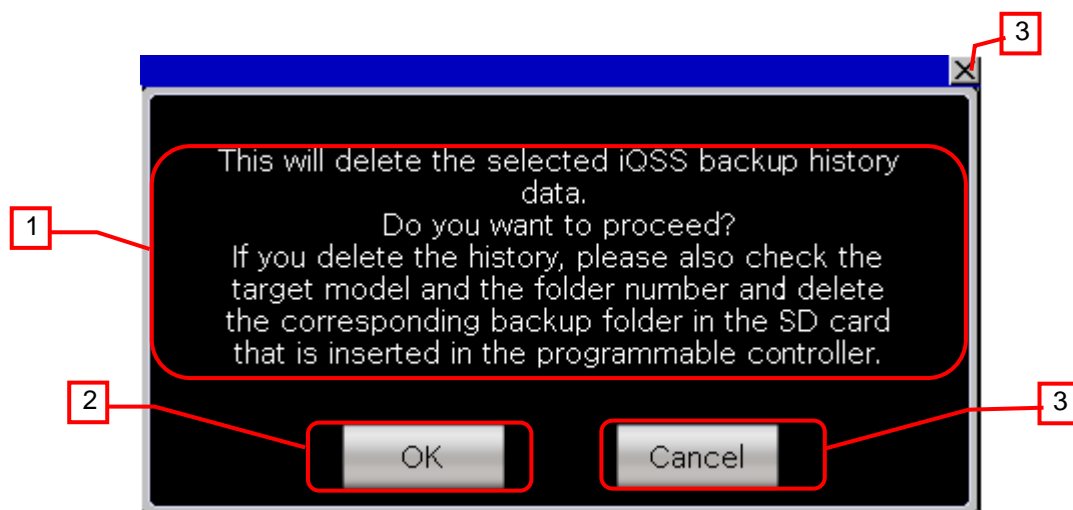 3
This will delete the selected iQSS backup history
data.
Do you want to proceed?
If you delete the history, please also check the
target model and the folder number and delete
the corresponding backup folder in the SD card
that is inserted in the programmable controller.
1
2
OK
Cancel
3